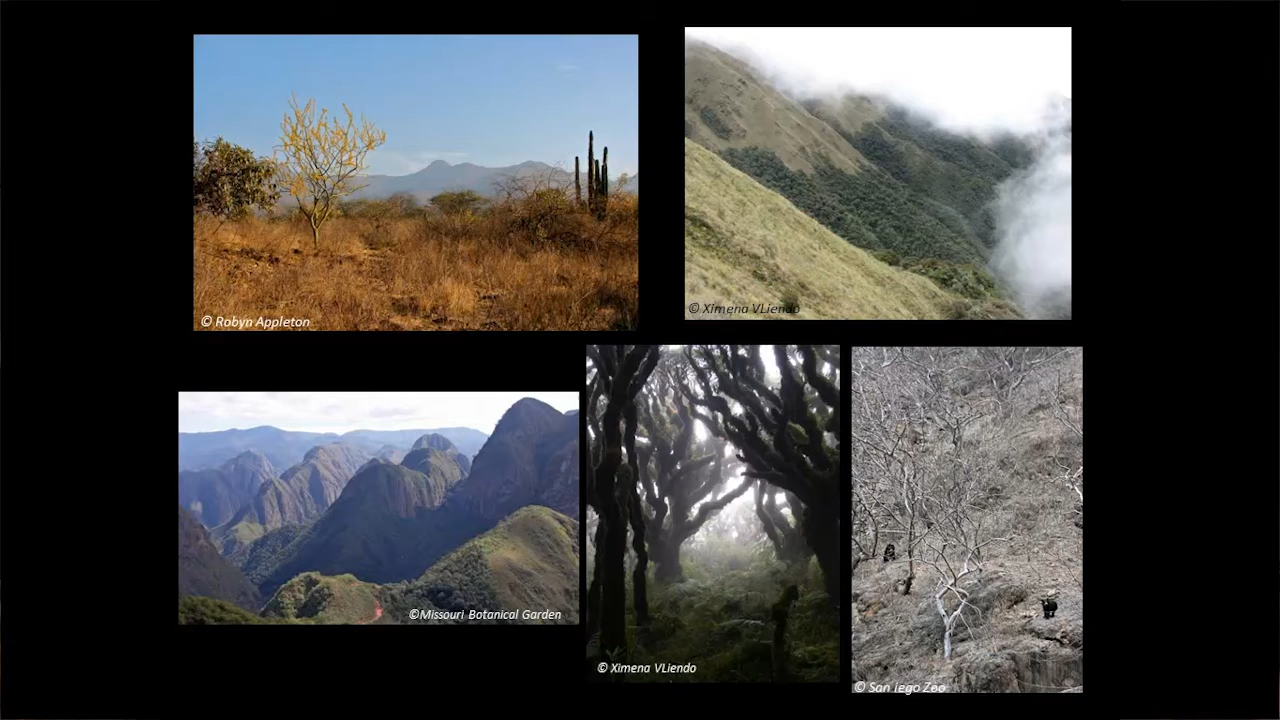 © Robyn Appleton
© Ximena VLiendo
©Missouri Botanical Garden
© Ximena VLiendo
© San Iego Zoo